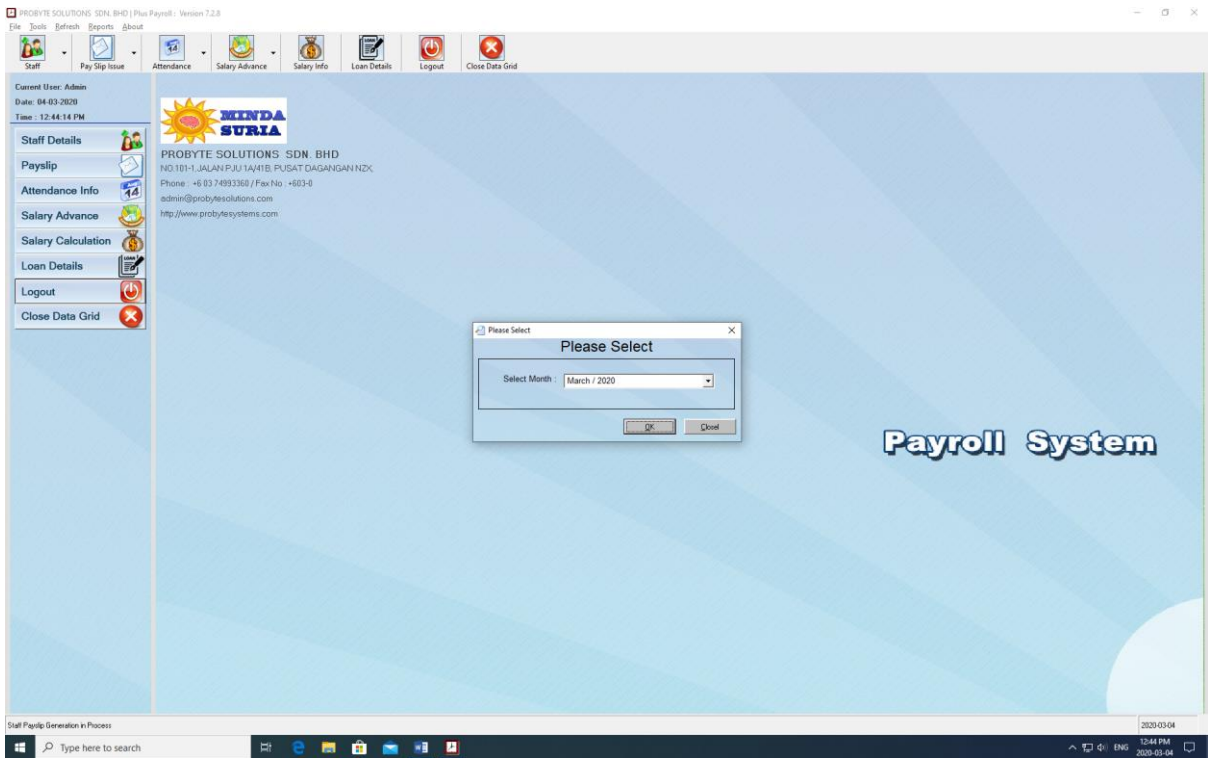 PROBYTE SOLUTIONS SDN. BHD | Plus Payroll : Version 7.2.8
File Tools Refresh Reports About
Staff Pay Slip Issue Attendance Salary Advance Salary Info Loan Details Logout Close Data Grid
Current User: Admin
Date: 04-03-2020
Time : 12:44:14 PM
Staff Details
Payslip
Attendance Info
14
Salary Advance
Salary Calculation
Loan Details
LOAN
Logout
Close Data Grid
MINDA
SURIA
PROBYTE SOLUTIONS SDN. BHD
NO.101-1.JALAN PJU 1A/41B, PUSAT DAGANGAN NZX,
Phone : +6 03 74993360 / Fax No : +603-0
admin@probytesolutions.com
http://www.probytesystems.com
Please Select
Please Select
Select Month : March / 2020
OK Close!
Payroll System
Staff Payslip Generation in Process 2020-03-04
Type here to search
ENG 12:44 PM
2020-03-04